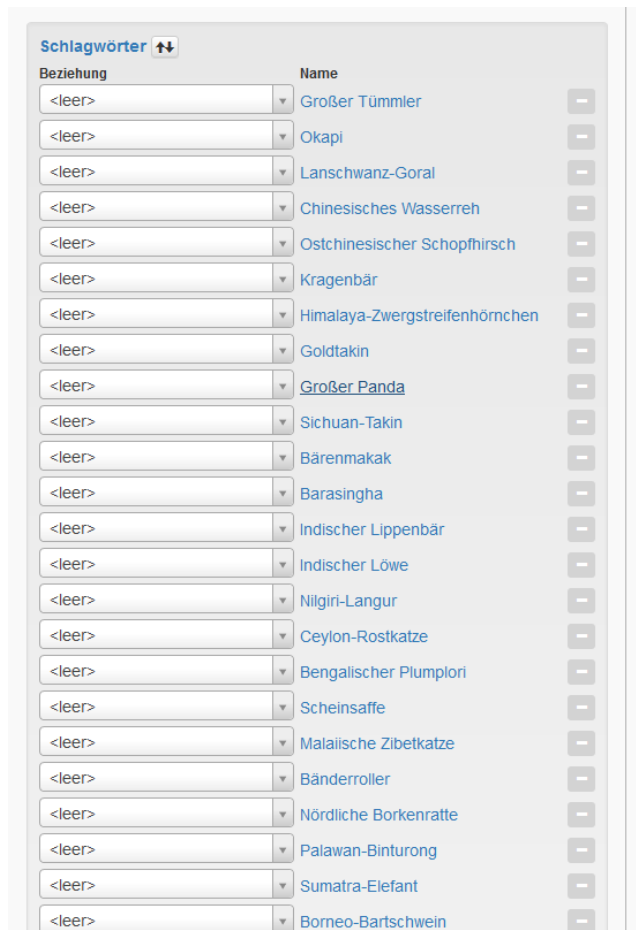 Schlagwörter
Beziehung Name
<leer> Großer Tümmler
<leer> Okapi
<leer> Lanschwanz-Goral
<leer> Chinesisches Wasserreh
<leer> Ostchinesischer Schopfhirsch
<leer> Kragenbär
<leer> Himalaya-Zwergstreifenhörnchen
<leer> Goldtakin
<leer> Großer Panda
<leer> Sichuan-Takin
<leer> Bärenmakak
<leer> Barasingha
<leer> Indischer Lippenbär
<leer> Indischer Löwe
<leer> Nilgiri-Langur
<leer> Ceylon-Rostkatze
<leer> Bengalischer Plumplori
<leer> Scheinsaffe
<leer> Malaiische Zibetkatze
<leer> Bänderroller
<leer> Nördliche Borkenratte
<leer> Palawan-Binturong
<leer> Sumatra-Elefant
<leer> Borneo-Bartschwein